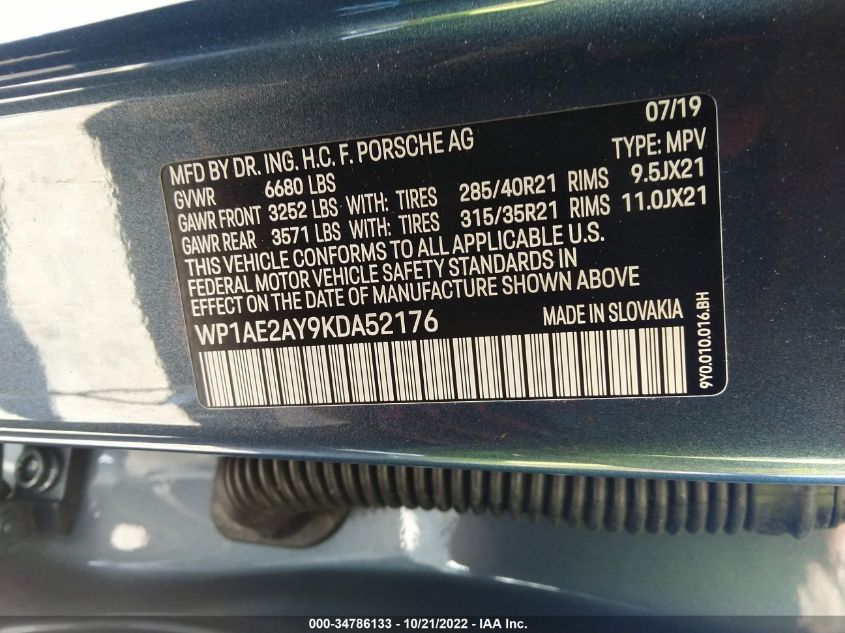 07/19
MFD BY DR. ING. H.C. F. PORSCHE AG TYPE: MPV
GVWR 6680 LBS
GAWR FRONT 3252 LBS WITH: TIRES 285/40R21 RIMS 9.5JX21
GAWR REAR 3571 LBS WITH: TIRES 315/35R21 RIMS 11.0JX21
THIS VEHICLE CONFORMS TO ALL APPLICABLE U.S.
FEDERAL MOTOR VEHICLE SAFETY STANDARDS IN
EFFECT ON THE DATE OF MANUFACTURE SHOWN ABOVE
WP1AE2AY9KDA52176 MADE IN SLOVAKIA
9Y0.010.016.BH
000-34786133 - 10/21/2022 - IAA Inc.